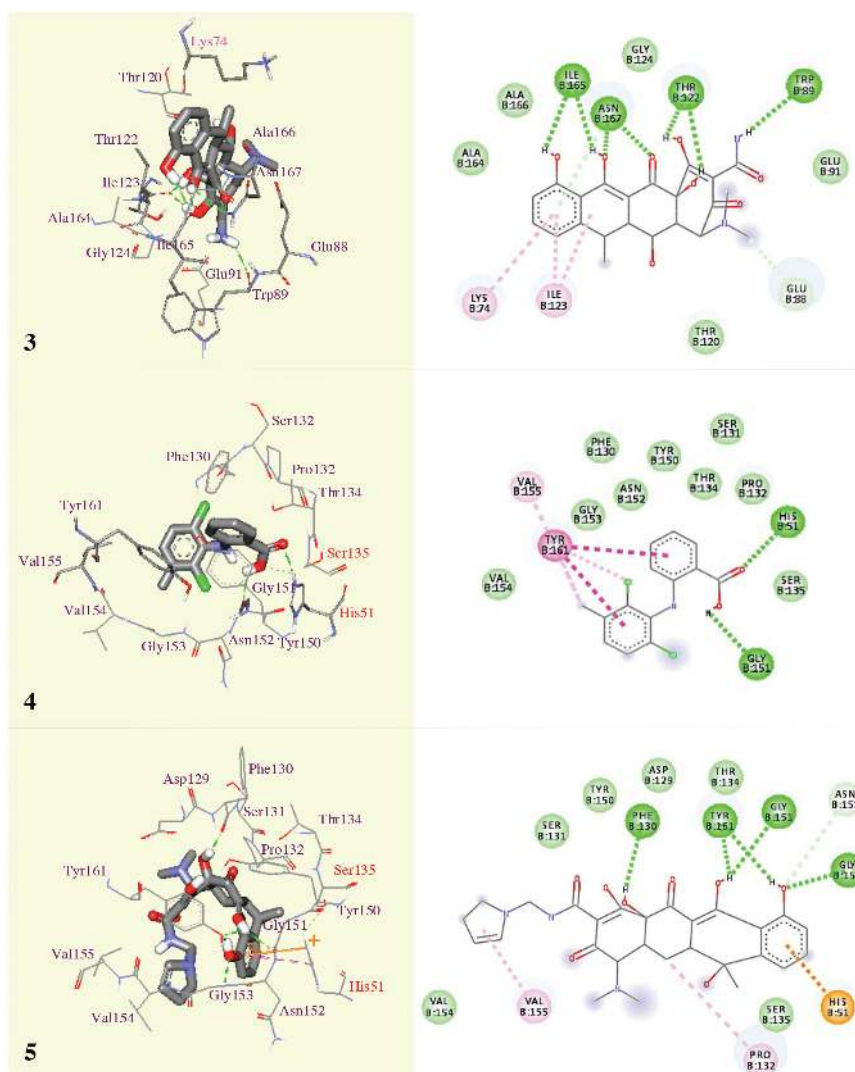 Lys74
Thr120
Ala166
Thr122
Asn167
Ile123
Ala164
Ile165
Gly124
Glu88
Glu91
Trp89
3
GLY
B:124
ILE
B:165
TRP
B:89
ALA
B:166
ASN
B:167
THR
B:122
ALA
B:164
GLU
B:91
LYS
B:74
ILE
B:123
GLU
B:88
THR
B:120
Ser132
Phe130
Pro132
Thr134
Tyr161
Val155
Ser135
Gly151
Val154
His51
Asn152
Tyr150
Gly153
4
SER
B:131
PHE
B:130
TYR
B:150
VAL
B:155
ASN
B:152
THR
B:134
PRO
B:132
GLY
B:153
HIS
B:51
TYR
B:161
VAL
B:154
SER
B:135
GLY
B:151
Phe130
Asp129
Ser131
Thr134
Pro132
Tyr161
Ser135
Tyr150
Gly151
Val155
Gly153
His51
Val154
Asn152
5
ASP
B:129
THR
B:134
TYR
B:150
GLY
B:151
ASN
SER
B:131
PHE
B:130
TYR
VAL
B:154
VAL
B:155
SER
B:135
HIS
B:51
PRO
B:132